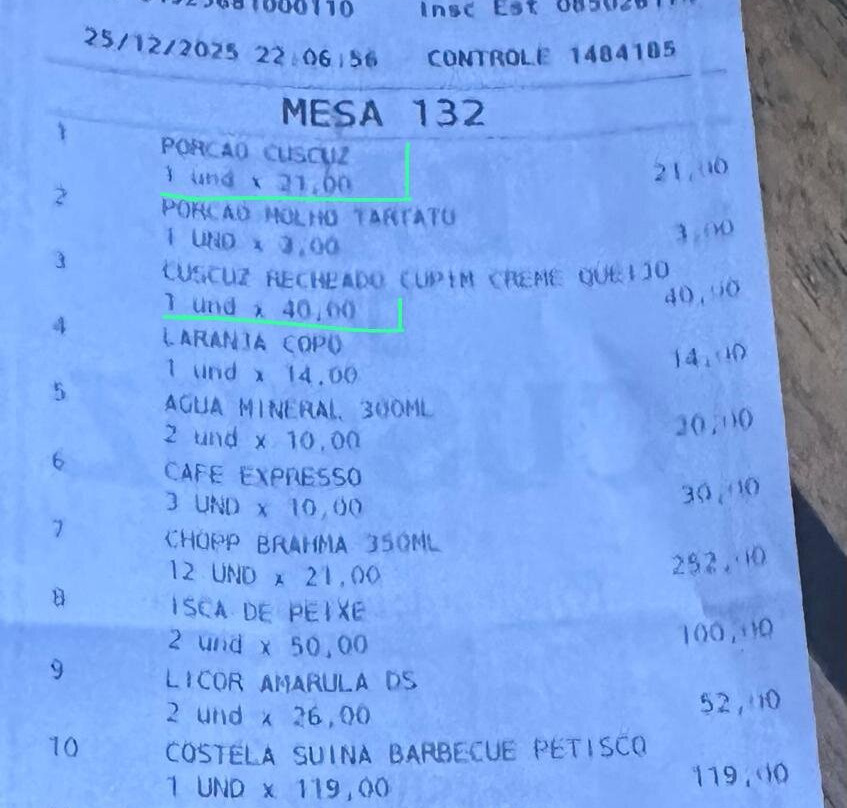 Insc Est
25/12/2025 22:06:56 CONTROLE 1404105
MESA 132
1 PORCAO CUSCUZ
1 und x 21,00 21,00
2 PORCAO MOLHO TARTATO
1 UND x 3,00 3,00
3 CUSCUZ RECHEADO CUPIM CREME QUEIJO
1 und x 40,00 40,00
4 LARANJA COPO
1 und x 14,00 14,00
5 AGUA MINERAL 300ML
2 und x 10,00 20,00
6 CAFE EXPRESSO
3 UND x 10,00 30,00
7 CHOPP BRAHMA 350ML
12 UND x 21,00 252,00
8 ISCA DE PEIXE
2 und x 50,00 100,00
9 LICOR AMARULA DS
2 und x 26,00 52,00
10 COSTELA SUINA BARBECUE PETISCO
1 UND x 119,00 119,00